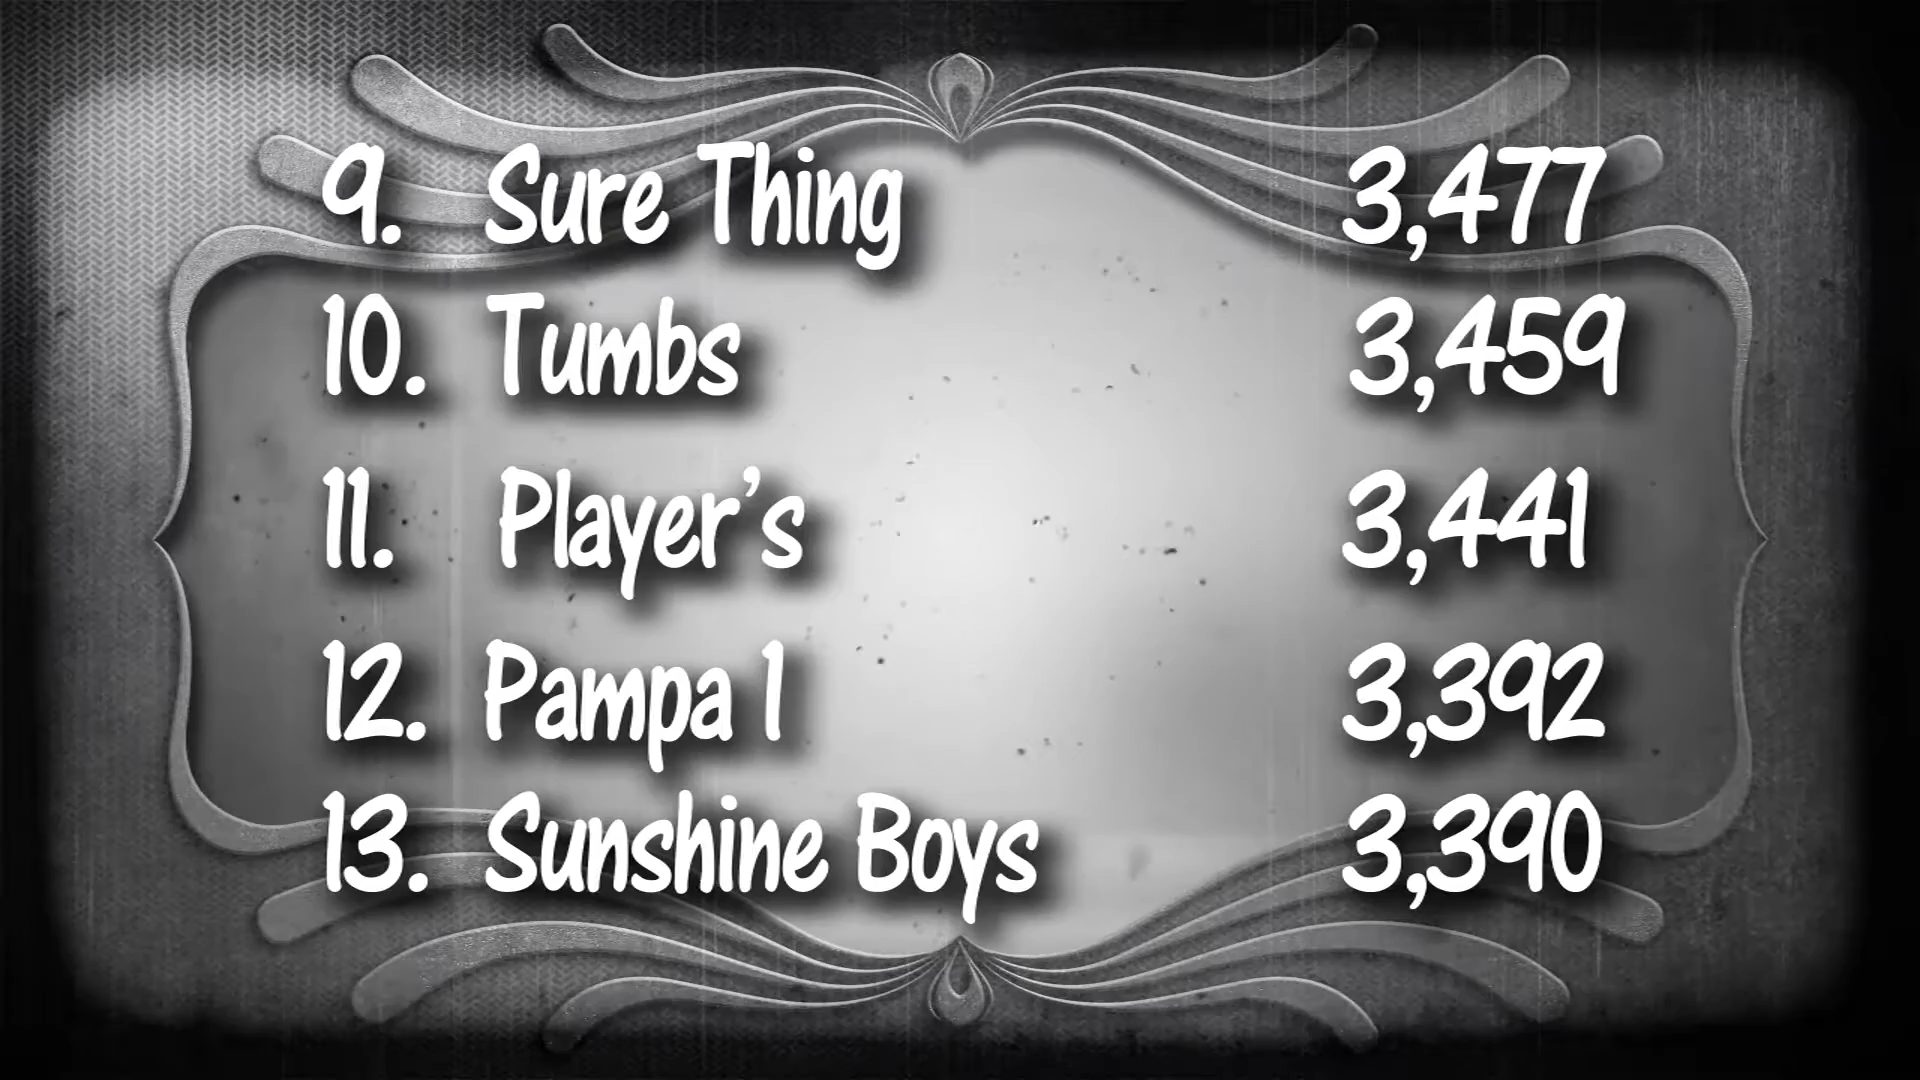 9. Sure Thing 3,477
10. Tumbs 3,459
11. Player's 3,441
12. Pampa 1 3,392
13. Sunshine Boys 3,390